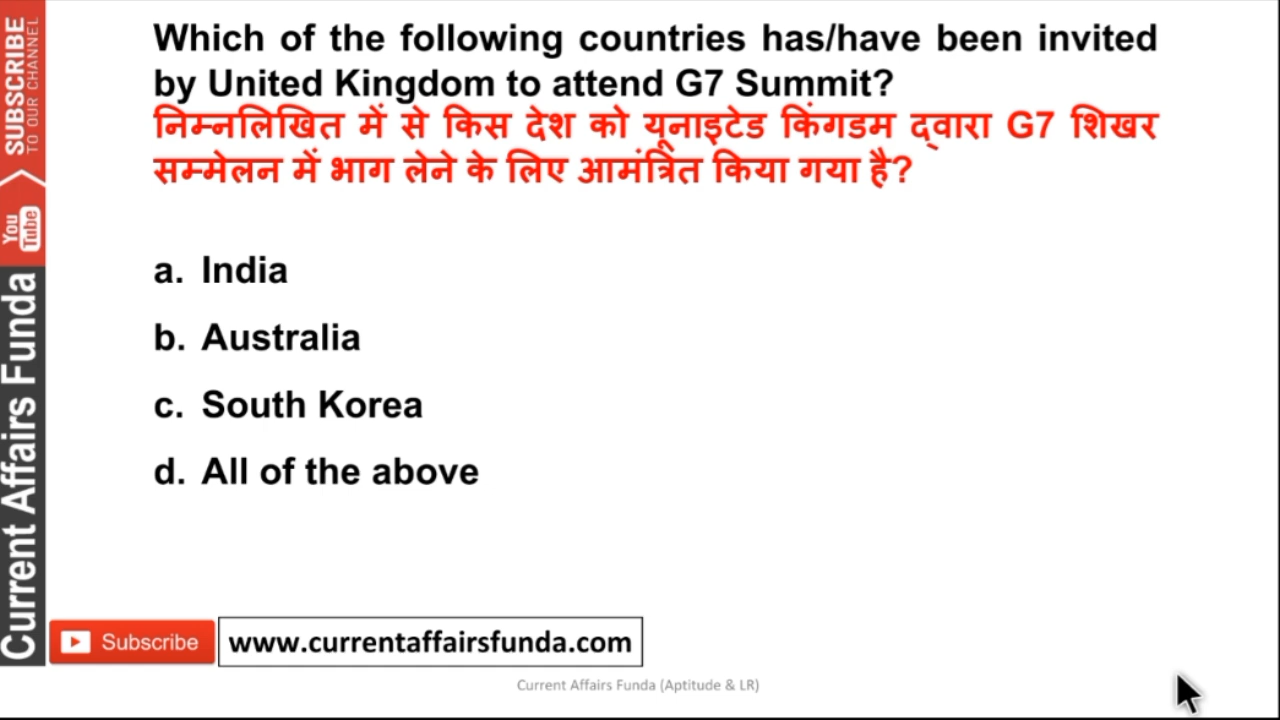 SUBSCRIBE
TO OUR CHANNEL
You
Tube
Current Affairs Funda
Which of the following countries has/have been invited
by United Kingdom to attend G7 Summit?
निम्नलिखित में से किस देश को यूनाइटेड किंगडम द्वारा G7 शिखर
सम्मेलन में भाग लेने के लिए आमंत्रित किया गया है?
a. India
b. Australia
c. South Korea
d. All of the above
Subscribe
www.currentaffairsfunda.com
Current Affairs Funda (Aptitude & LR)